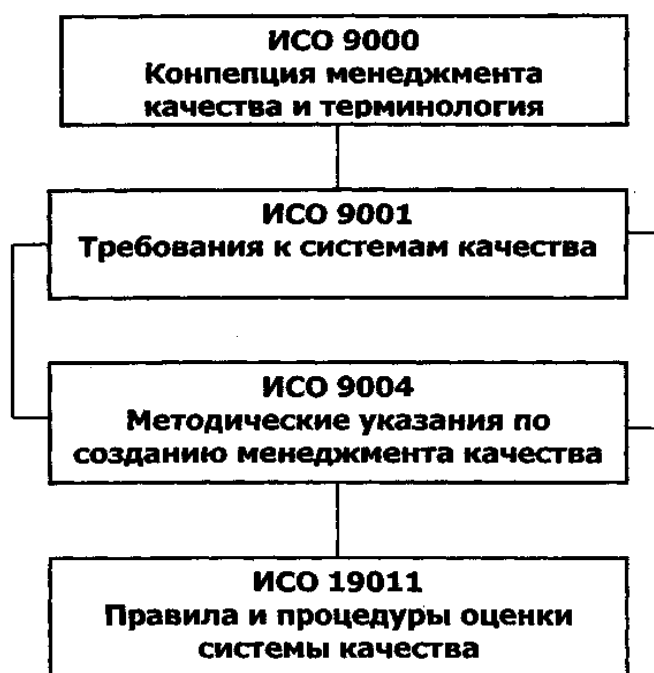 ИСО 9000
Конпепция менеджмента
качества и терминология
ИСО 9001
Требования к системам качества
ИСО 9004
Методические указания по
созданию менеджмента качества
ИСО 19011
Правила и процедуры оценки
системы качества